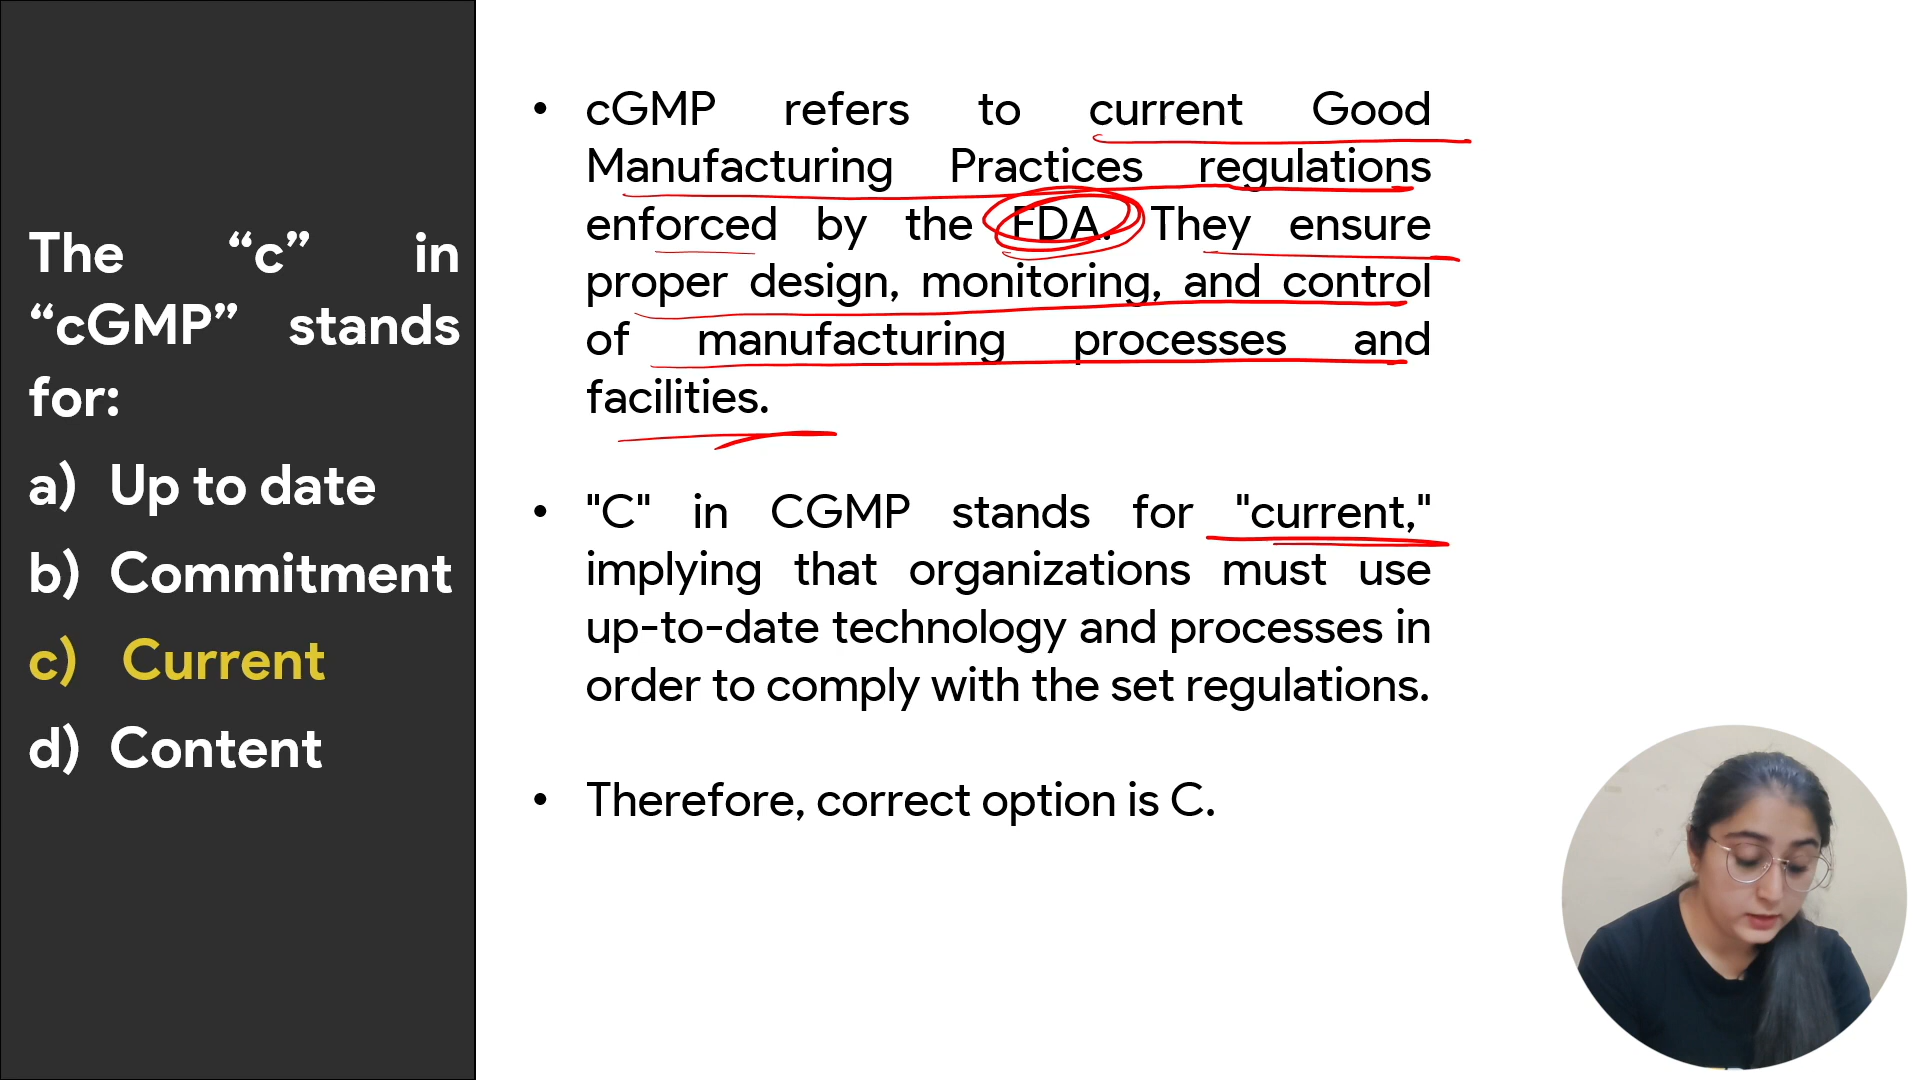 The “c” in
“cGMP” stands
for:
a) Up to date
b) Commitment
c) Current
d) Content
• cGMP refers to current Good
Manufacturing Practices regulations
enforced by the FDA. They ensure
proper design, monitoring, and control
of manufacturing processes and
facilities.
• "C" in CGMP stands for "current,"
implying that organizations must use
up-to-date technology and processes in
order to comply with the set regulations.
• Therefore, correct option is C.